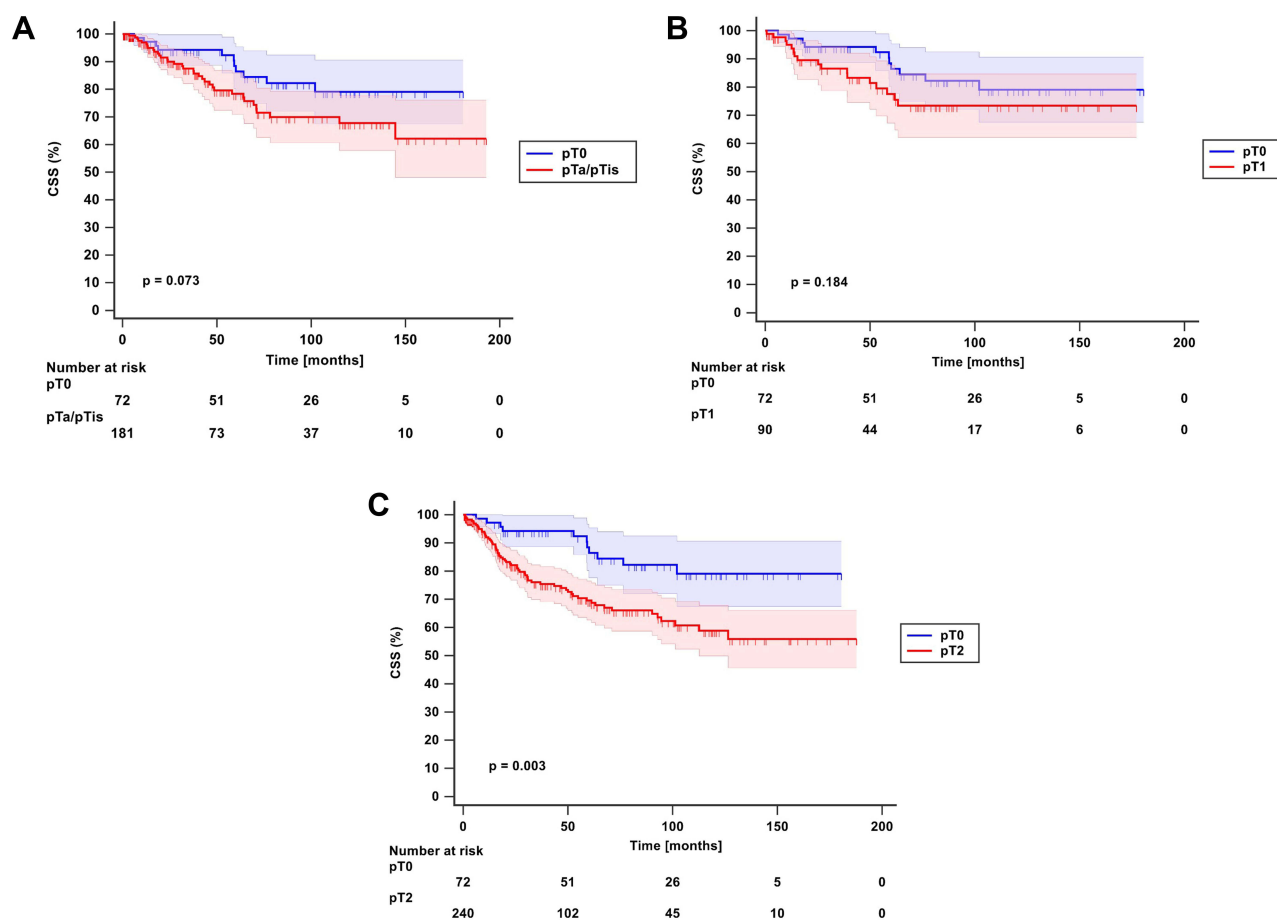 A
CSS (%)
100
90
80
70
60
50
40
30
20
10
0
p = 0.073
pT0
pTa/pTis
0 50 100 150 200
Time [months]
Number at risk
pT0
72 51 26 5 0
pTa/pTis
181 73 37 10 0
B
CSS (%)
100
90
80
70
60
50
40
30
20
10
0
p = 0.184
pT0
pT1
0 50 100 150 200
Time [months]
Number at risk
pT0
72 51 26 5 0
pT1
90 44 17 6 0
C
CSS (%)
100
90
80
70
60
50
40
30
20
10
0
p = 0.003
pT0
pT2
0 50 100 150 200
Time [months]
Number at risk
pT0
72 51 26 5 0
pT2
240 102 45 10 0